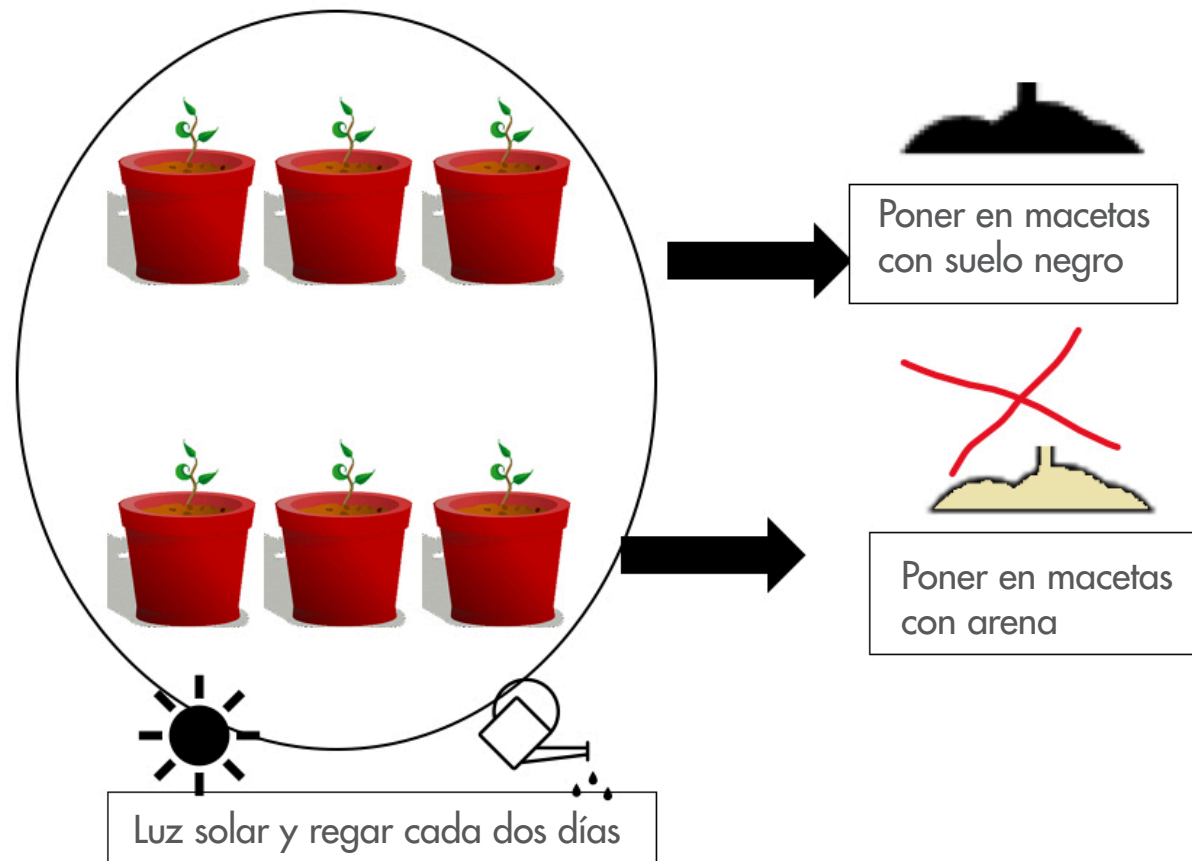 Poner en macetas
con suelo negro
Poner en macetas
con arena
Luz solar y regar cada dos días